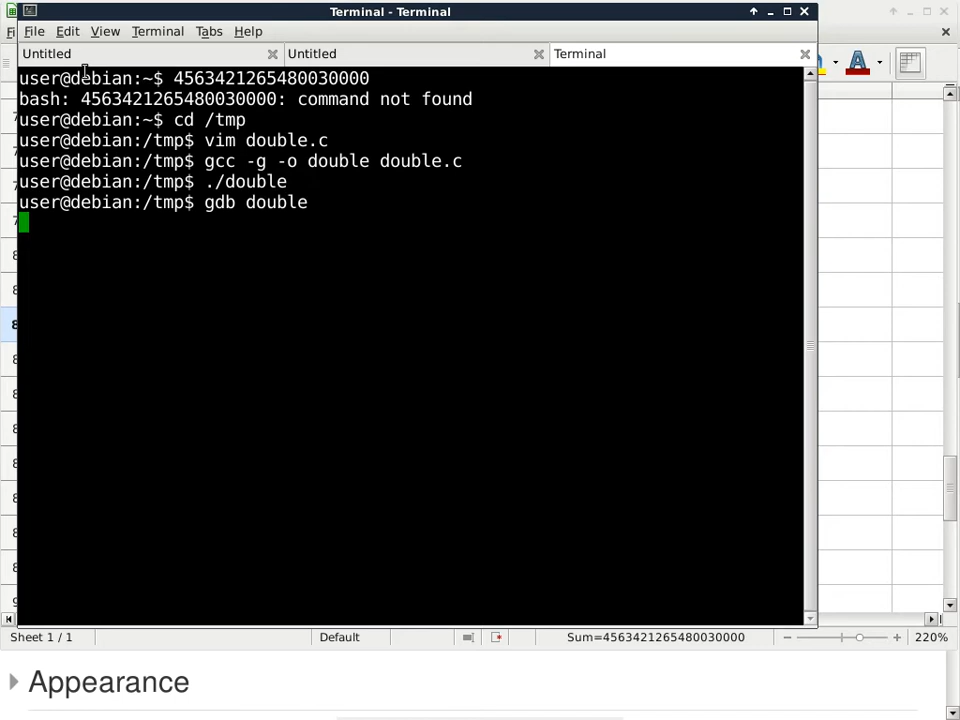 Terminal - Terminal
Fi
File Edit View Terminal Tabs Help
Untitled Untitled Terminal
A
user@debian:~$ 4563421265480030000
bash: 4563421265480030000: command not found
user@debian:~$ cd /tmp
user@debian:/tmp$ vim double.c
user@debian:/tmp$ gcc -g -o double double.c
user@debian:/tmp$ ./double
user@debian:/tmp$ gdb double
Sheet 1 / 1 Default Sum=4563421265480030000 220%
Appearance